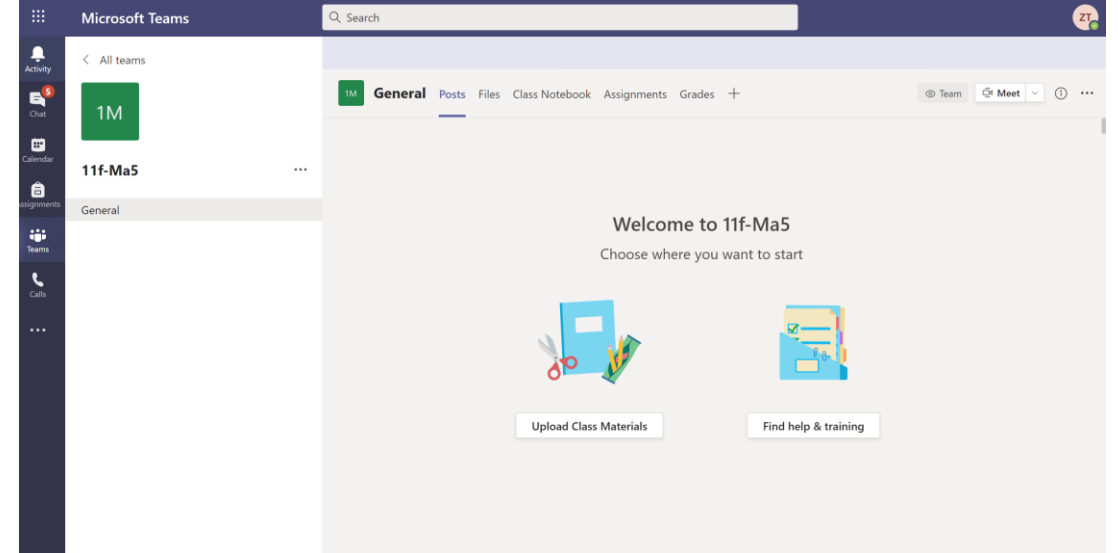 Microsoft Teams
Search
ZT
Activity
Chat
5
Calendar
Assignments
Teams
Calls
All teams
1M
11f-Ma5
General
1M
General Posts Files Class Notebook Assignments Grades
Team
Meet
Welcome to 11f-Ma5
Choose where you want to start
Upload Class Materials
Find help & training